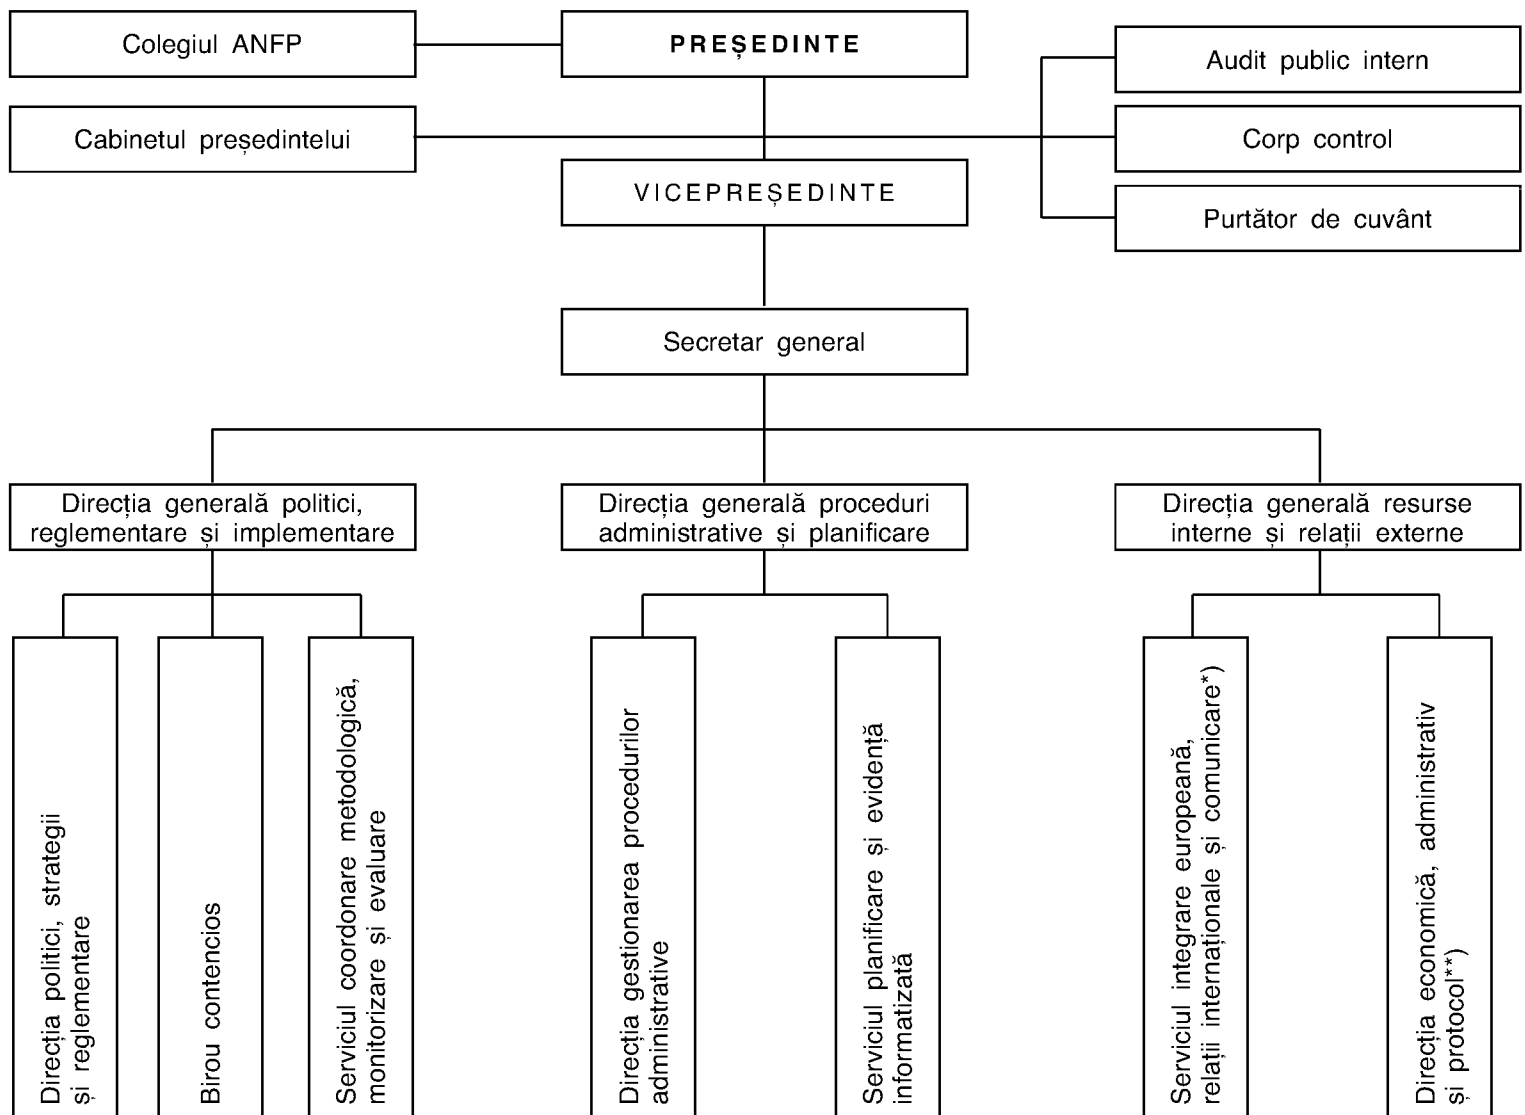 Colegiul ANFP
PREȘEDINTE
Audit public intern
Cabinetul președintelui
Corp control
VICEPREȘEDINTE
Purtător de cuvânt
Secretar general
Direcția generală politici,
reglementare și implementare
Direcția generală proceduri
administrative și planificare
Direcția generală resurse
interne și relații externe
Direcția politici, strategii
și reglementare
Birou contencios
Serviciul coordonare metodologică,
monitorizare și evaluare
Direcția gestionarea procedurilor
administrative
Serviciul planificare și evidență
informatizată
Serviciul integrare europeană,
relații internaționale și comunicare*)
Direcția economică, administrativ
și protocol**)